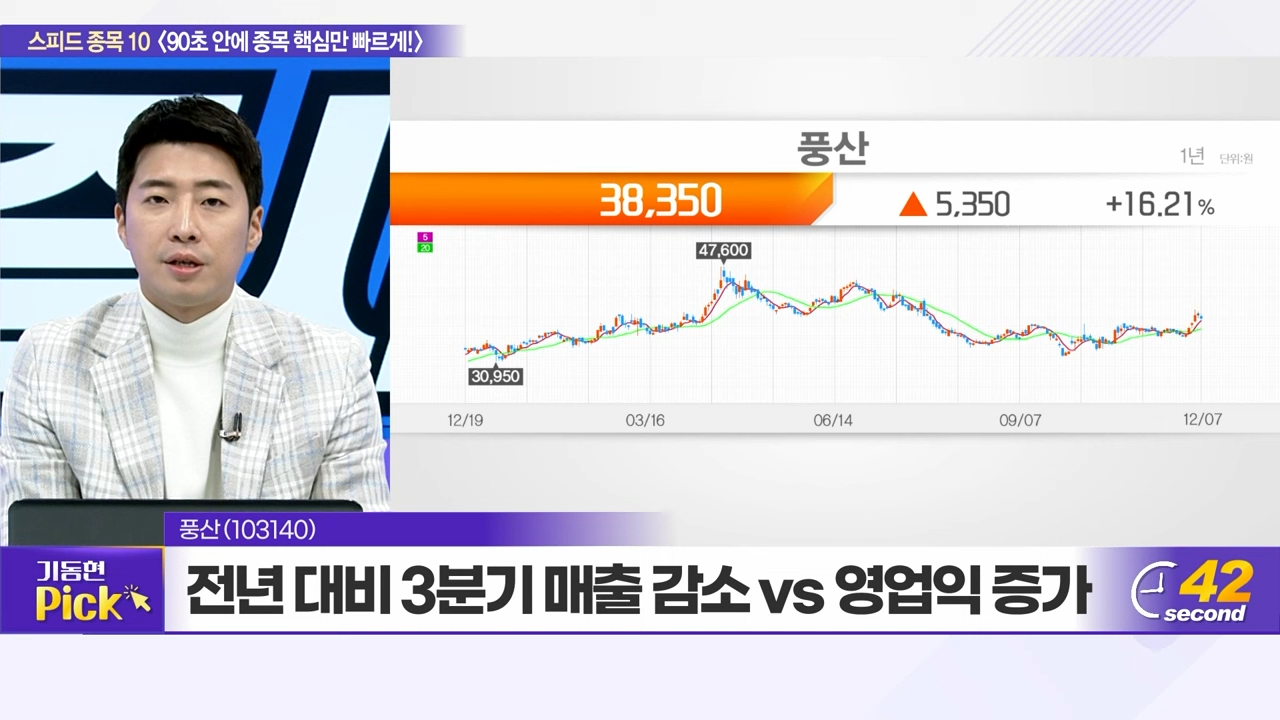 스피드 종목 10 <90초 안에 종목 핵심만 빠르게!>
풍산
1년 단위:원
38,350 ▲ 5,350 +16.21%
5
20
47,600
30,950
12/19 03/16 06/14 09/07 12/07
풍산(103140)
기동현
Pick
전년 대비 3분기 매출 감소 vs 영업익 증가
42
second